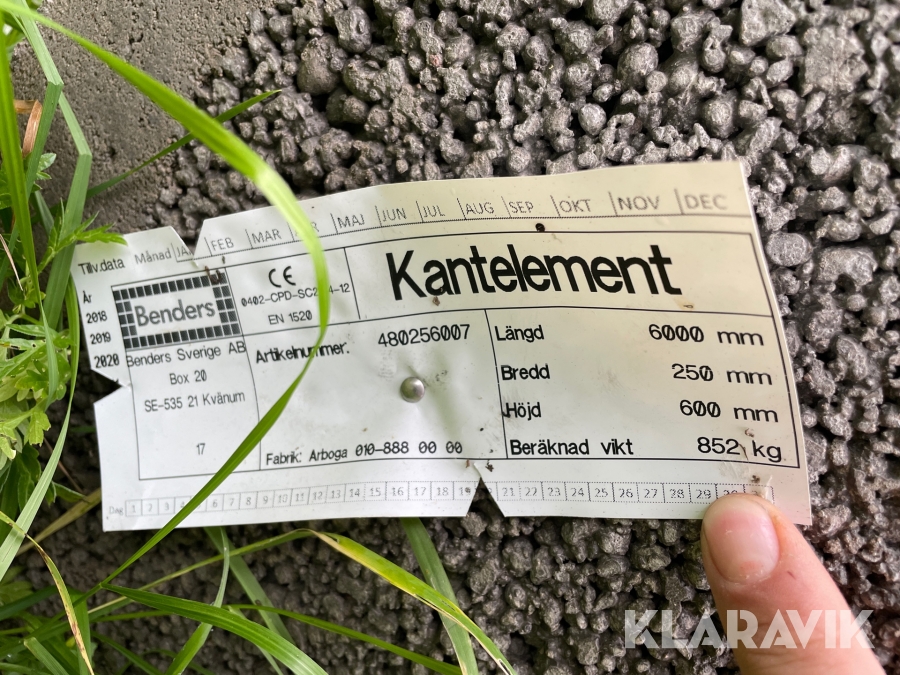 Tillv.data Månad JA FEB MAR MAJ JUN JUL AUG SEP OKT NOV DEC
År
2018
2019
2020
Benders
Benders Sverige AB
Box 20
SE-535 21 Kvänum
17
CE
EN 1520
Kantelement
Artikelnummer. 480256007
Fabrik: Arboga 010-888 00 00
Längd 6000 mm
Bredd 250 mm
Höjd 600 mm
Beräknad vikt 852 kg
DAG 1 2 3 4 5 6 7 8 9 10 11 12 13 14 15 16 17 18 19 21 22 23 24 25 26 27 28 29 30
KLARAVIK